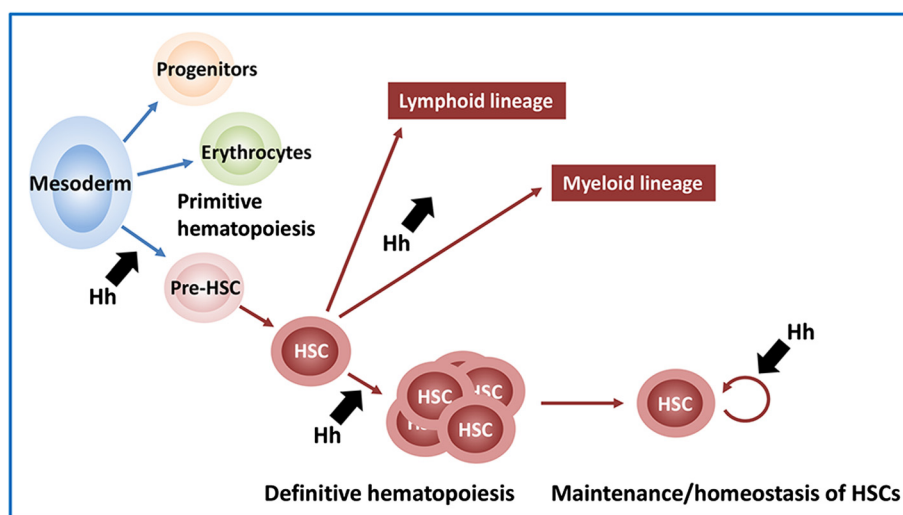 Progenitors
Lymphoid lineage
Erythrocytes
Mesoderm
Myeloid lineage
Primitive
hematopoiesis
Hh
Hh
Pre-HSC
Hh
HSC
HSC
HSC
HSC
HSC
HS
Hh
Definitive hematopoiesis
Maintenance/homeostasis of HSCs